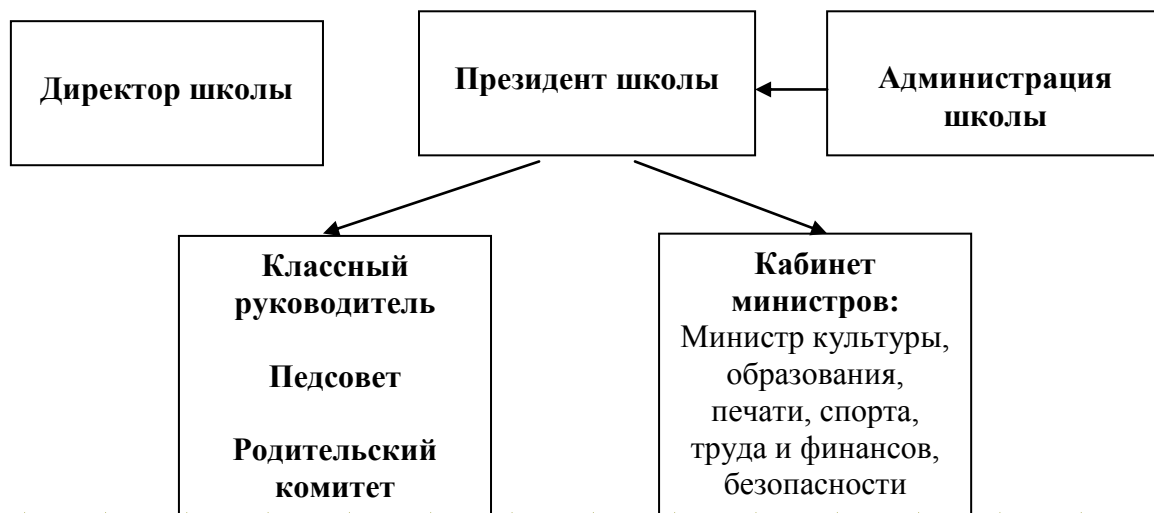 Директор школы
Президент школы
Администрация
школы
Классный
руководитель
Педсовет
Родительский
комитет
Кабинет
министров:
Министр культуры,
образования,
печати, спорта,
труда и финансов,
безопасности